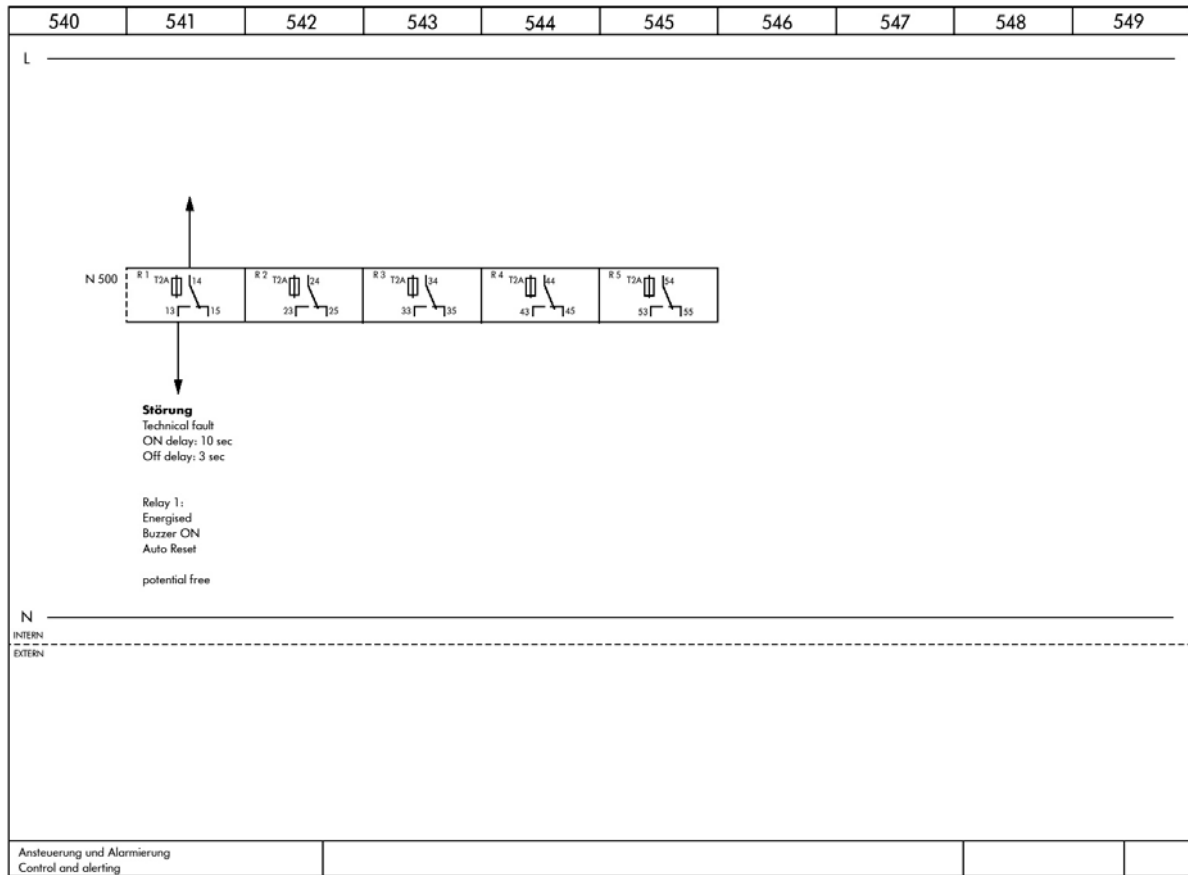 540 541 542 543 544 545 546 547 548 549
L
N 500
R 1 T2A 14
13 15
R 2 T2A 24
23 25
R 3 T2A 34
33 35
R 4 T2A 44
43 45
R 5 T2A 54
53 55
Störung
Technical fault
ON delay: 10 sec
Off delay: 3 sec
Relay 1:
Energised
Buzzer ON
Auto Reset
potential free
N
INTERN
EXTERN
Ansteuerung und Alarmierung
Control and alerting